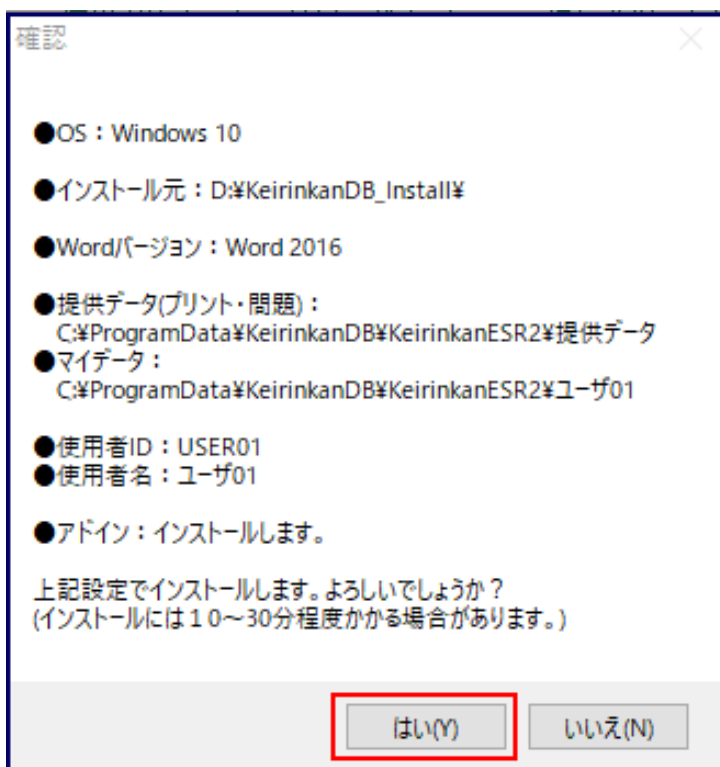 確認
●OS：Windows 10
●インストール元：D:¥KeirinkanDB_Install¥
●Wordバージョン：Word 2016
●提供データ(プリント・問題)：
C:¥ProgramData¥KeirinkanDB¥KeirinkanESR2¥提供データ
●マイデータ：
C:¥ProgramData¥KeirinkanDB¥KeirinkanESR2¥ユーザ01
●使用者ID：USER01
●使用者名：ユーザ01
●アドイン：インストールします。
上記設定でインストールします。よろしいでしょうか？
(インストールには１０～30分程度かかる場合があります。)
はい(Y)
いいえ(N)